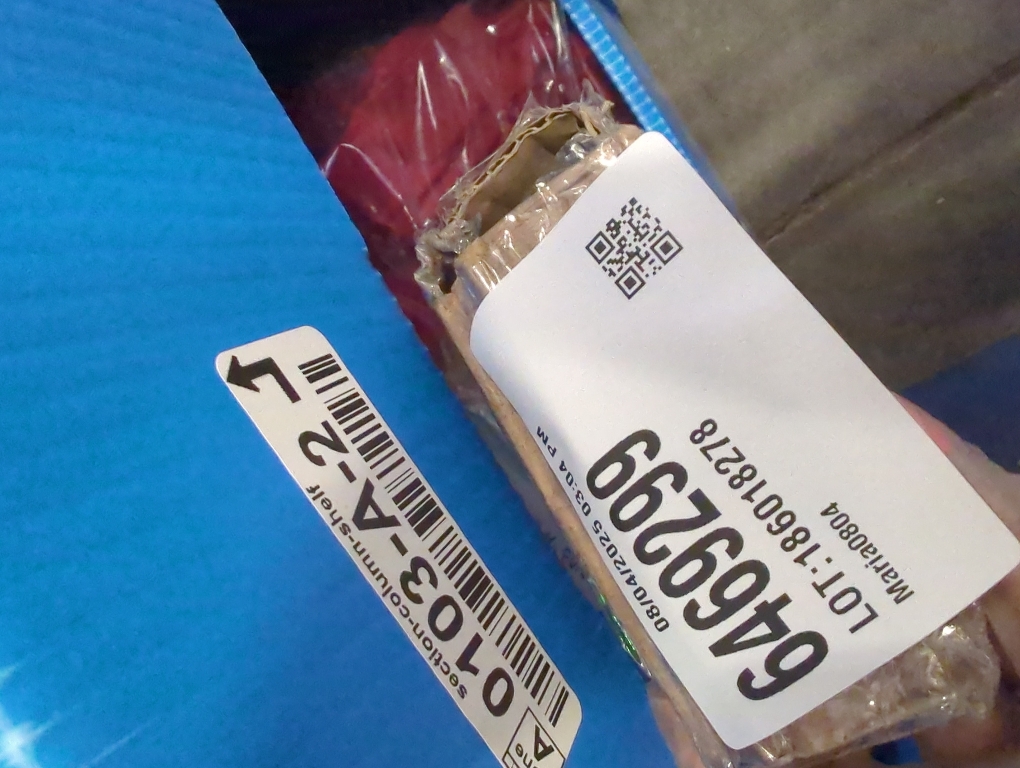 08/04/2025 03:04 PM
6469299
LOT:1860182​78
Maria0804
section-column-shelf
0103-A-2
A